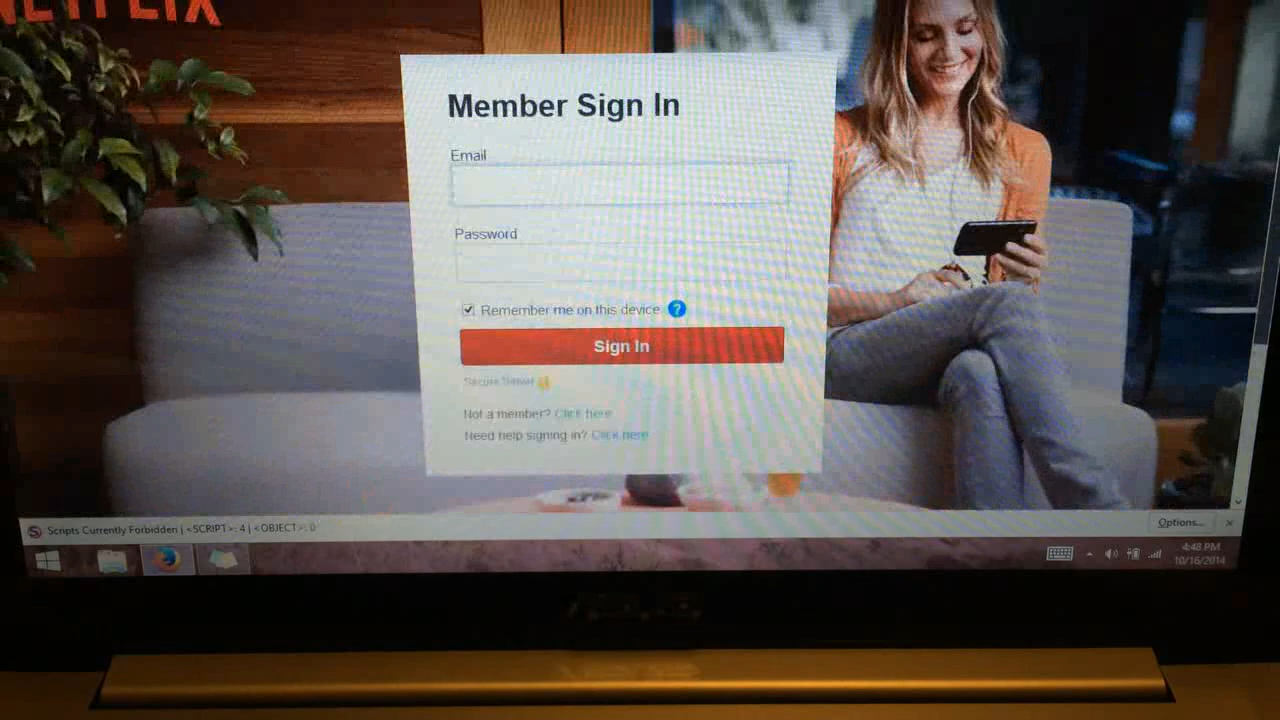 NETFLIX
Member Sign In
Email
Password
Remember me on this device ?
Sign In
Secure Server
Not a member? Click here
Need help signing in? Click here
Scripts Currently Forbidden | <SCRIPT>: 4 | <OBJECT>: 0
Options...
4:48 PM
10/16/2014
ASUS